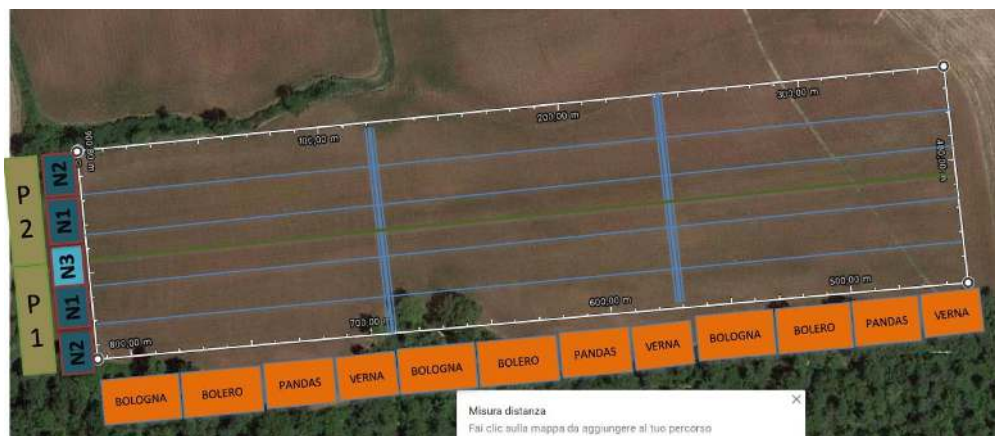 100,00 m
200,00 m
300,00 m
400,00 m
500,00 m
600,00 m
700,00 m
800,00 m
P 2
P 1
N2
N1
N3
N1
N2
BOLOGNA BOLERO PANDAS VERNA BOLOGNA BOLERO PANDAS VERNA BOLOGNA BOLERO PANDAS VERNA
Misura distanza
Fai clic sulla mappa da aggiungere al tuo percorso